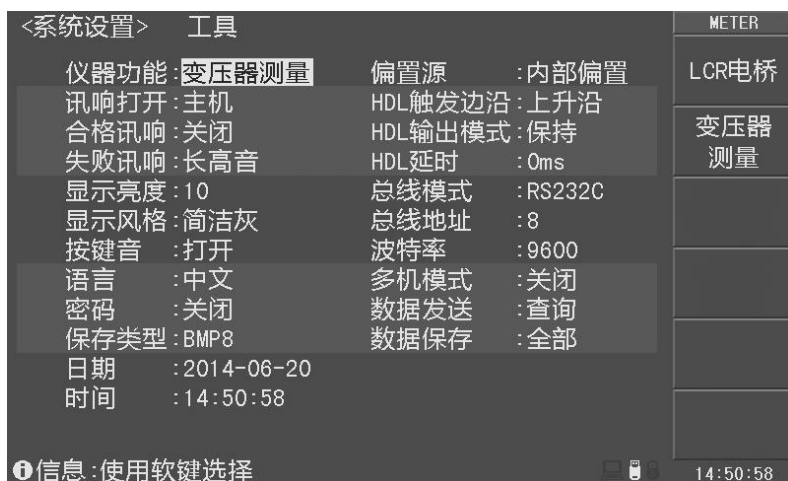 <系统设置> 工具 METER
仪器功能:变压器测量 偏置源 :内部偏置 LCR电桥
讯响打开:主机 HDL触发边沿:上升沿
合格讯响:关闭 HDL输出模式:保持 变压器
失败讯响:长高音 HDL延时 :0ms 测量
显示亮度:10 总线模式 :RS232C
显示风格:简洁灰 总线地址 :8
按键音 :打开 波特率 :9600
语言 :中文 多机模式 :关闭
密码 :关闭 数据发送 :查询
保存类型:BMP8 数据保存 :全部
日期 :2014-06-20
时间 :14:50:58
信息:使用软键选择 14:50:58